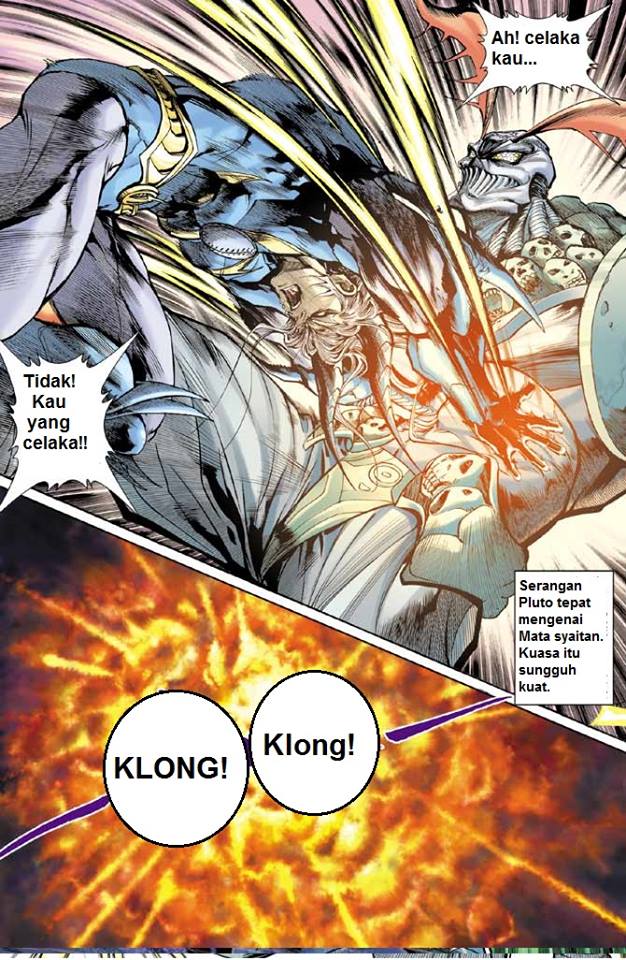 Ah! celaka
kau...
Tidak!
Kau
yang
celaka!!
Serangan
Pluto tepat
mengenai
Mata syaitan.
Kuasa itu
sungguh
kuat.
KLONG!
Klong!